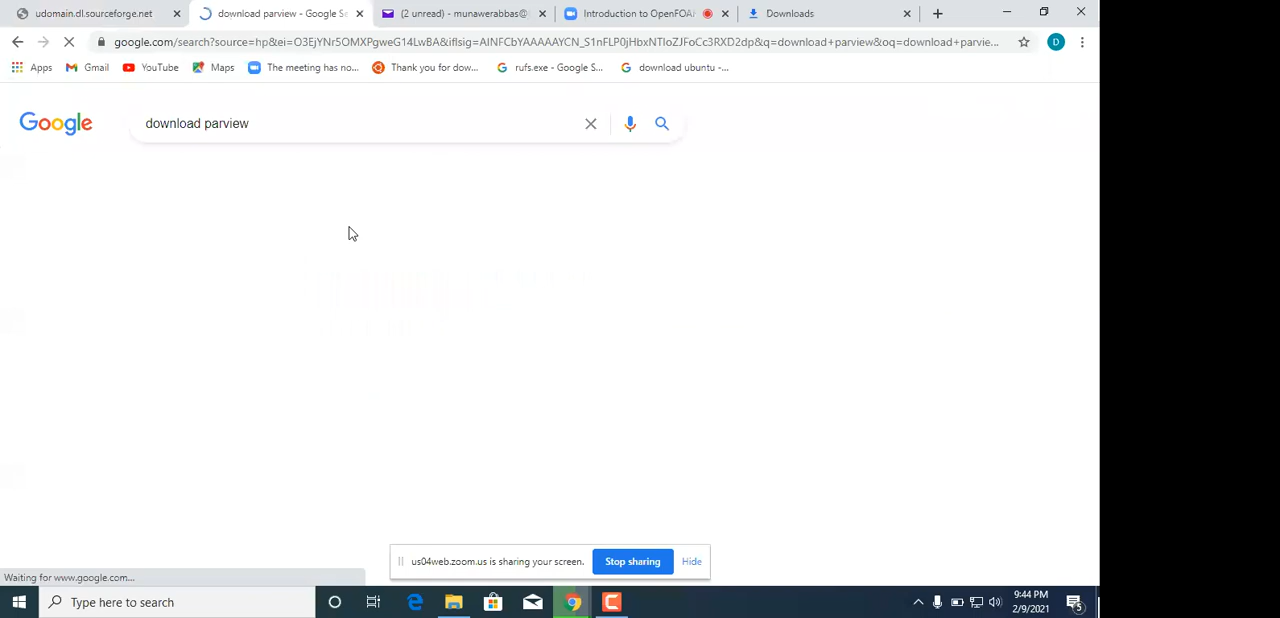 udomain.dl.sourceforge.net
download parview - Google Se
(2 unread) - munawerabbas@
Introduction to OpenFOA
Downloads
google.com/search?source=hp&ei=O3EjYNr5OMXPgweG14LwBA&iflsig=AINFCbYAAAAAYCN_S1nFLP0jHbxNTIoZJFoCc3RXD2dp&q=download+parview&oq=download+parvie...
D
Apps
Gmail
YouTube
Maps
The meeting has no...
Thank you for dow...
rufs.exe - Google S...
download ubuntu -...
Google
download parview
us04web.zoom.us is sharing your screen.
Stop sharing
Hide
Waiting for www.google.com...
Type here to search
9:44 PM
2/9/2021
5